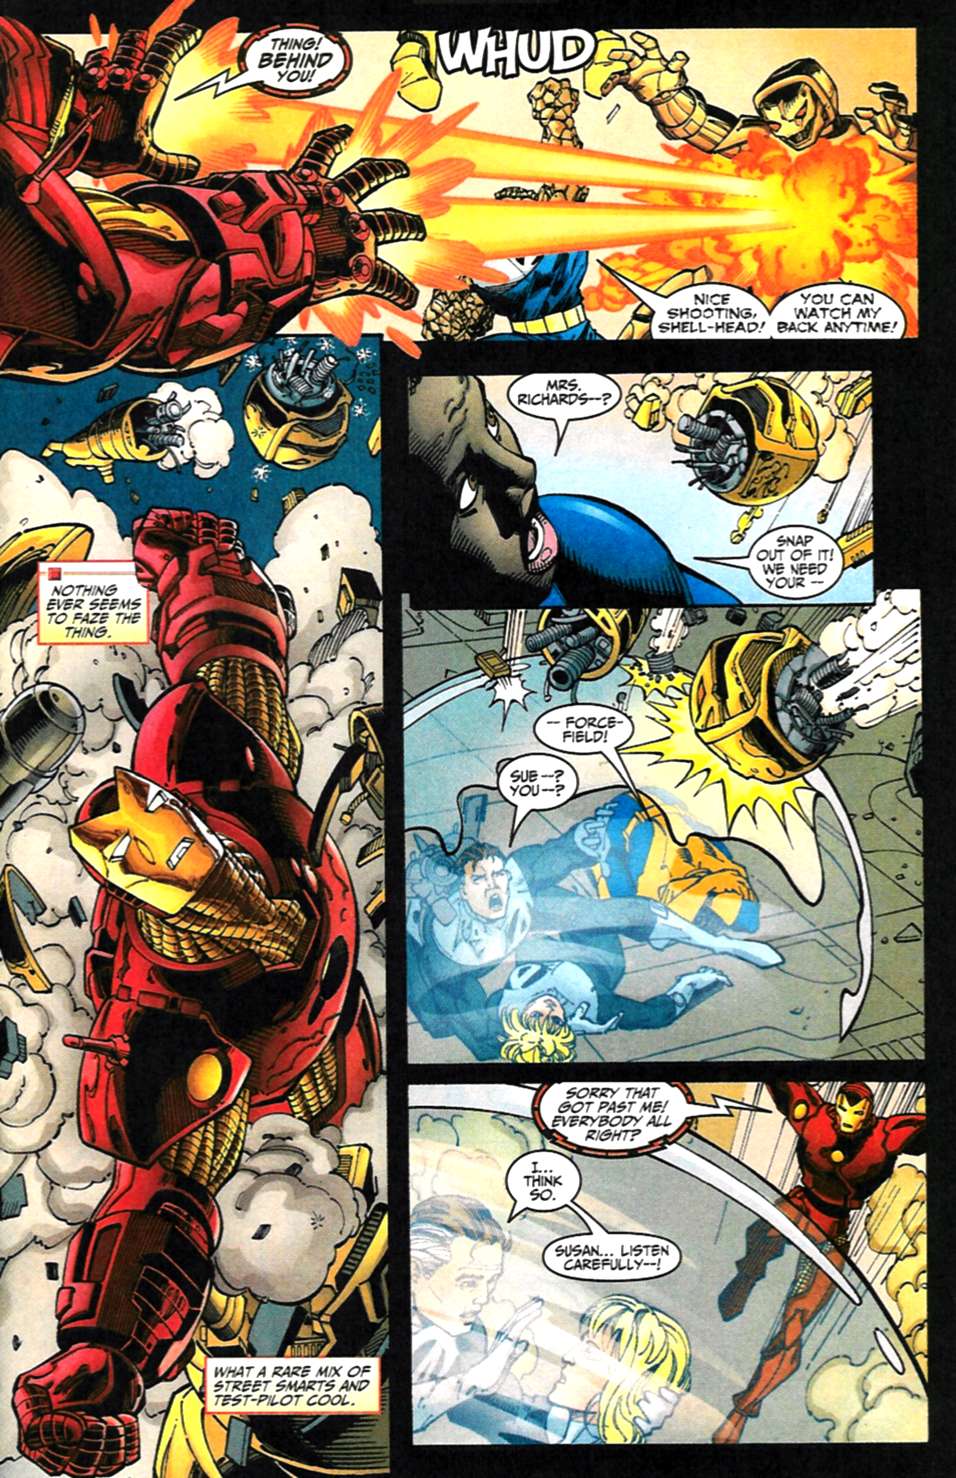 THING!
BEHIND
YOU!
WHUD
NICE
SHOOTING,
SHELL-HEAD!
YOU CAN
WATCH MY
BACK ANYTIME!
NOTHING
EVER SEEMS
TO FAZE THE
THING.
WHAT A RARE MIX OF
STREET SMARTS AND
TEST-PILOT COOL.
MRS.
RICHARDS--?
SNAP
OUT OF IT!
WE NEED
YOUR --
-- FORCE-
FIELD!
SUE --?
YOU --?
SORRY THAT
GOT PAST ME!
EVERYBODY ALL
RIGHT?
I...
THINK
SO.
SUSAN... LISTEN
CAREFULLY--!